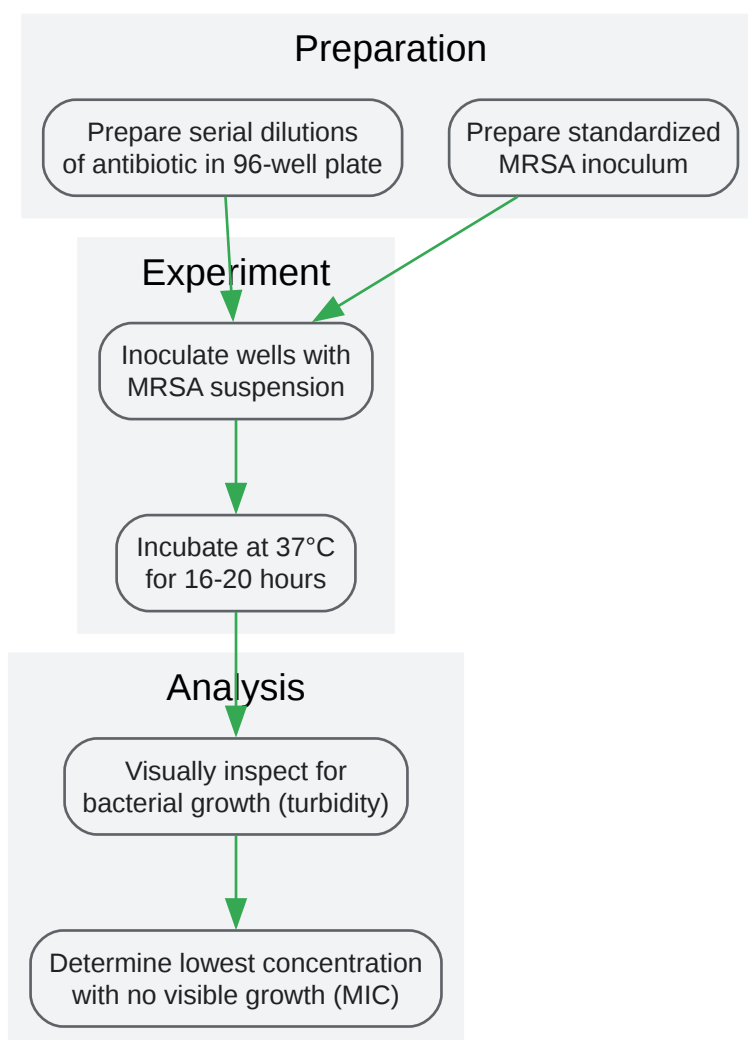 Preparation
Prepare serial dilutions
of antibiotic in 96-well plate
Prepare standardized
MRSA inoculum
Experiment
Inoculate wells with
MRSA suspension
Incubate at 37°C
for 16-20 hours
Analysis
Visually inspect for
bacterial growth (turbidity)
Determine lowest concentration
with no visible growth (MIC)